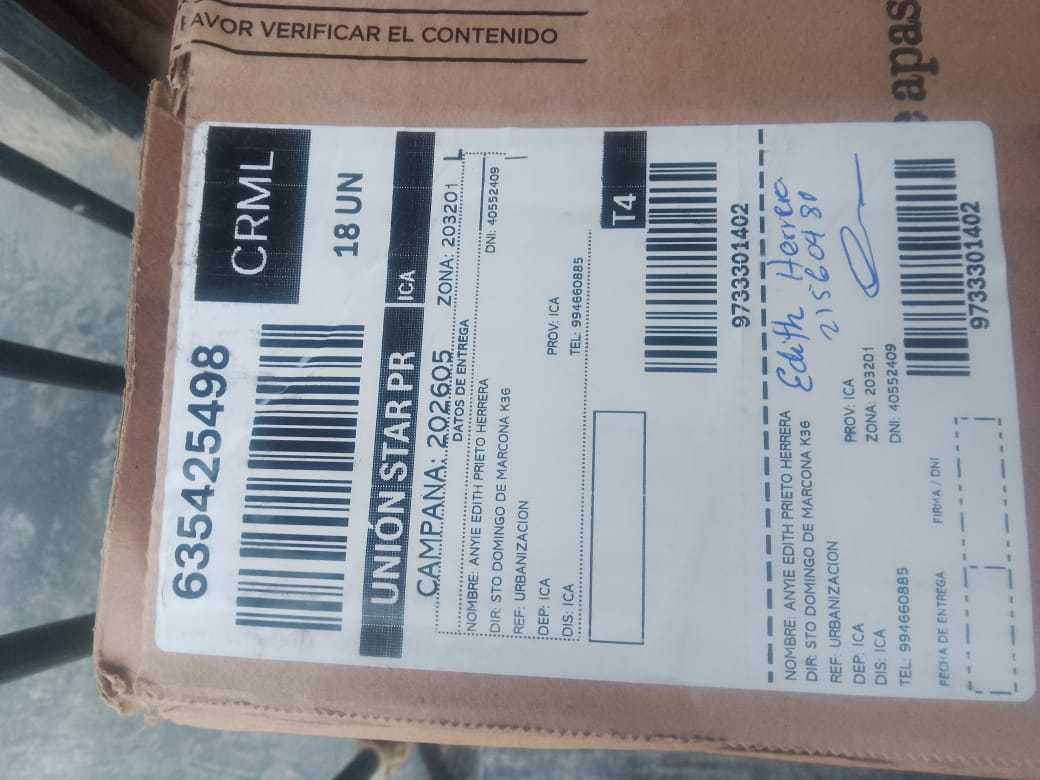 FAVOR VERIFICAR EL CONTENIDO
apas
6354425498
CRML
18 UN
UNIÓN STAR PR ICA
CAMPAÑA: 202605 ZONA: 203201
DATOS DE ENTREGA
NOMBRE: ANYIE EDITH PRIETO HERRERA DNI: 40552409
DIR: STO DOMINGO DE MARCONA K36
REF: URBANIZACION
DEP: ICA PROV: ICA
DIS: ICA TEL: 994660885
T4
9733301402
NOMBRE: ANYIE EDITH PRIETO HERRERA
DIR: STO DOMINGO DE MARCONA K36
REF: URBANIZACION
DEP: ICA PROV: ICA
DIS: ICA ZONA: 203201
TEL: 994660885 DNI: 40552409
Edith Herrera
21560480
FECHA DE ENTREGA FIRMA / DNI
9733301402